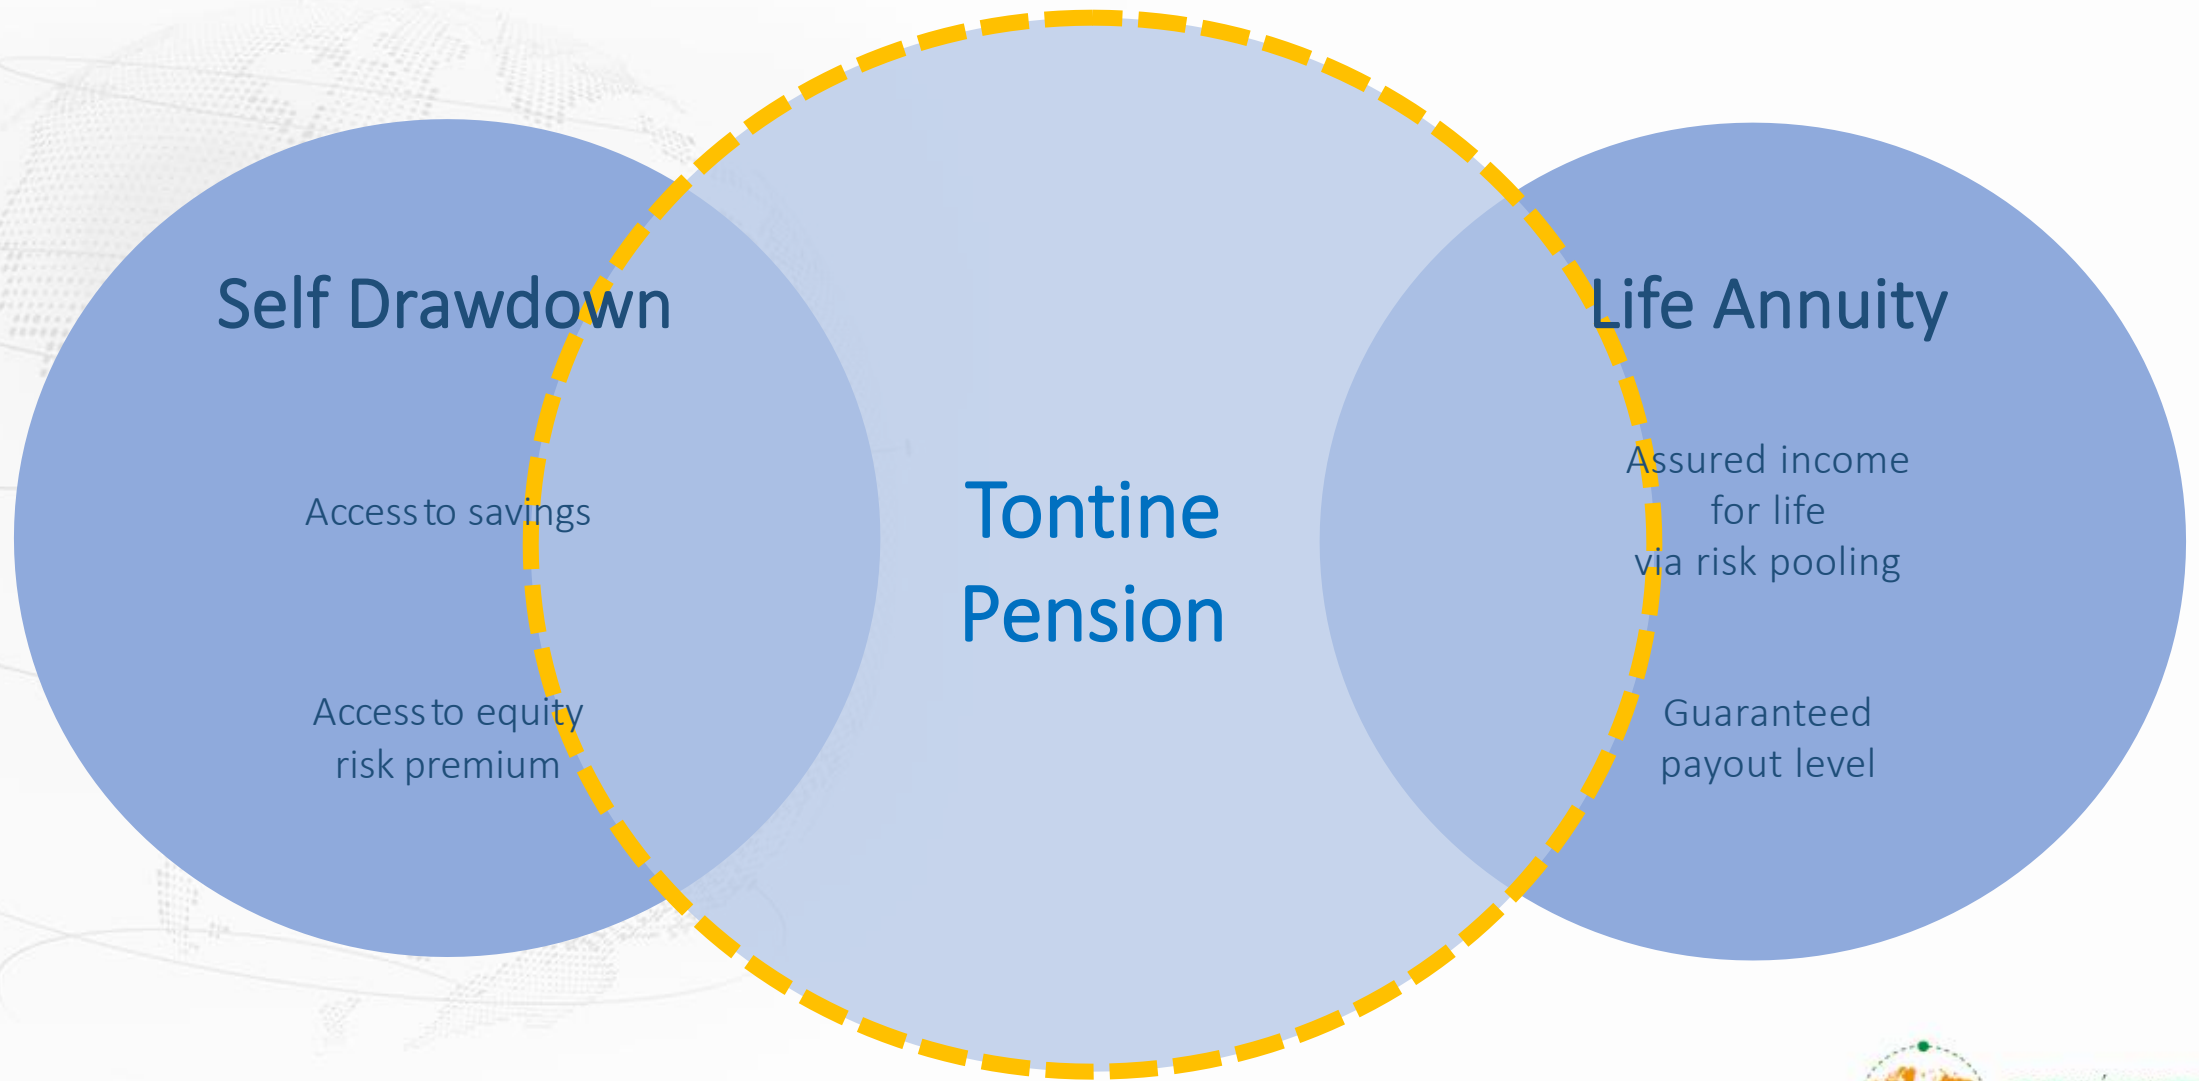 Self Drawdown
Access to savings
Access to equity
risk premium
Tontine
Pension
Life Annuity
Assured income
for life
via risk pooling
Guaranteed
payout level